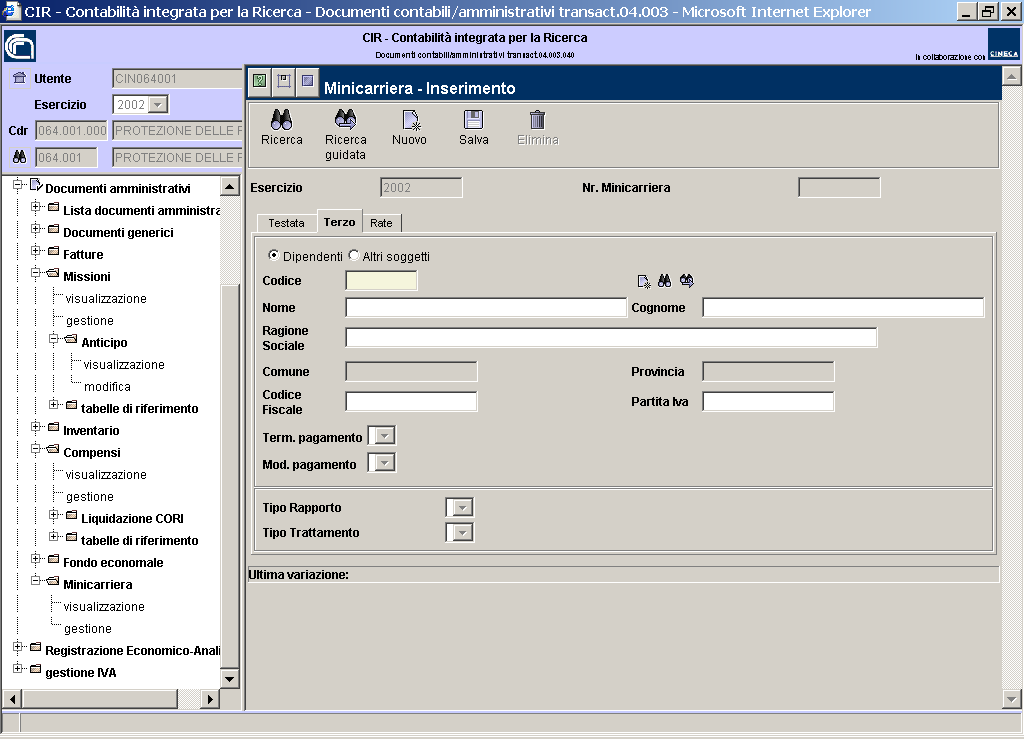 CIR - Contabilità integrata per la Ricerca - Documenti contabili/amministrativi transact.04.003 - Microsoft Internet Explorer
CIR - Contabilità integrata per la Ricerca
Documenti contabili/amministrativi transact.04.003.040
In collaborazione con
CINECA
Utente CIN064001
Esercizio 2002
Cdr 064.001.000 PROTEZIONE DELLE
064.001 PROTEZIONE DELLE
Documenti amministrativi
Lista documenti amministra
Documenti generici
Fatture
Missioni
visualizzazione
gestione
Anticipo
visualizzazione
modifica
tabelle di riferimento
Inventario
Compensi
visualizzazione
gestione
Liquidazione CORI
tabelle di riferimento
Fondo economale
Minicarriera
visualizzazione
gestione
Registrazione Economico-Anali
gestione IVA
Minicarriera - Inserimento
Ricerca
Ricerca guidata
Nuovo
Salva
Elimina
Esercizio 2002 Nr. Minicarriera
Testata Terzo Rate
Dipendenti Altri soggetti
Codice
Nome Cognome
Ragione Sociale
Comune Provincia
Codice Fiscale Partita Iva
Term. pagamento
Mod. pagamento
Tipo Rapporto
Tipo Trattamento
Ultima variazione: